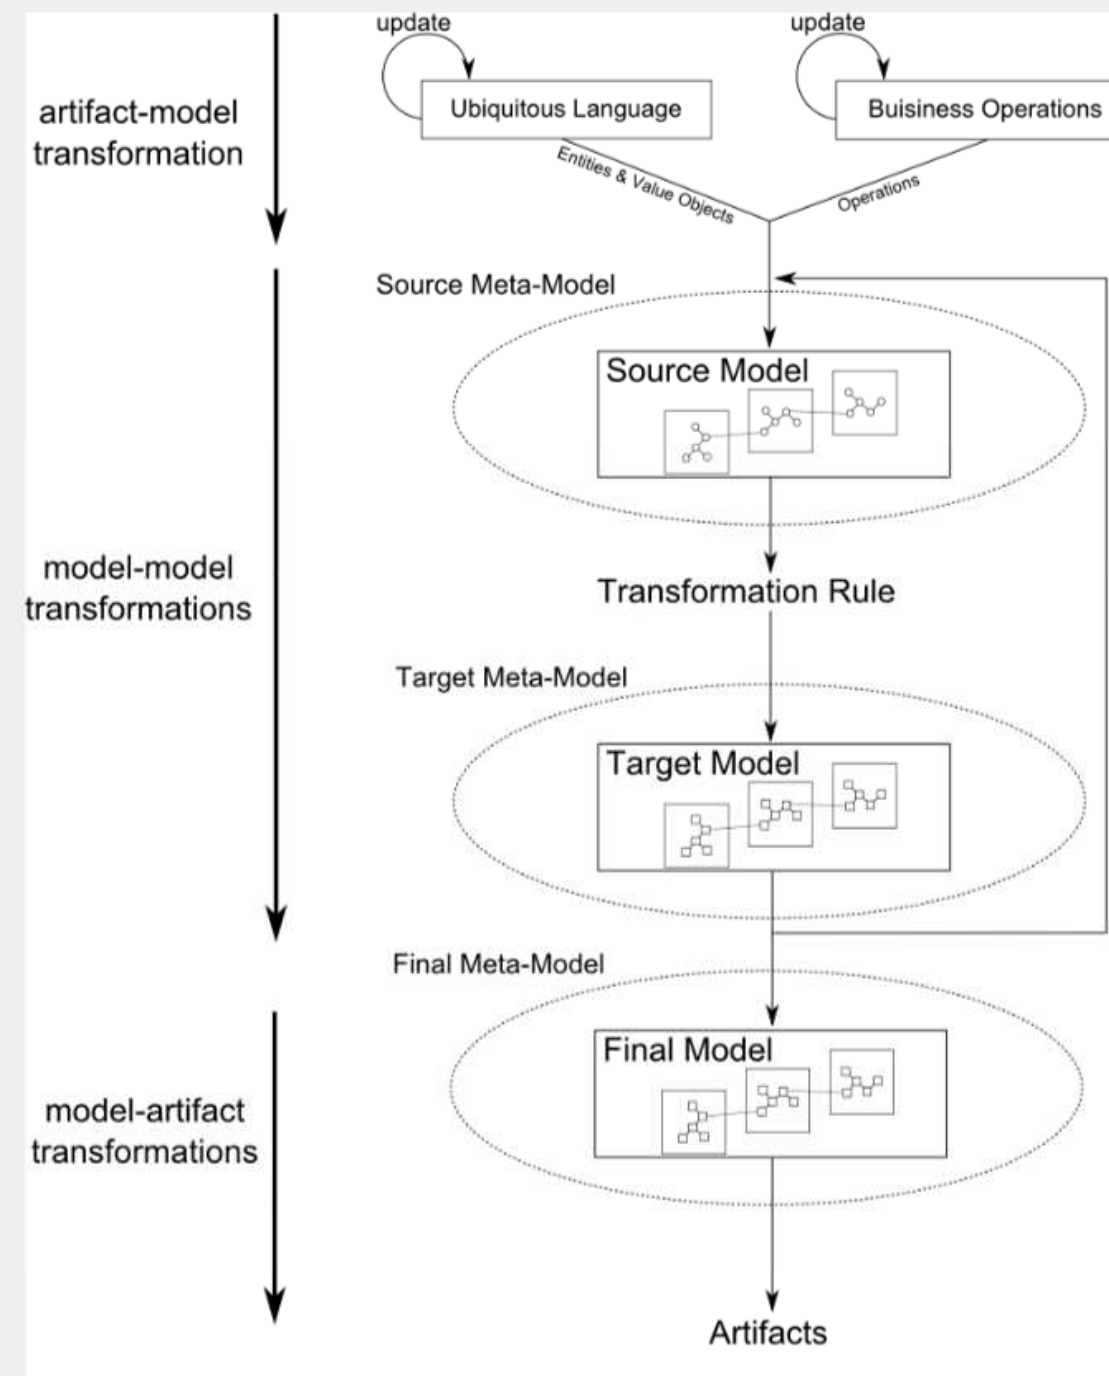 update
update
artifact-model
transformation
Ubiquitous Language
Buisiness Operations
Entities & Value Objects
Operations
Source Meta-Model
Source Model
model-model
transformations
Transformation Rule
Target Meta-Model
Target Model
Final Meta-Model
Final Model
model-artifact
transformations
Artifacts